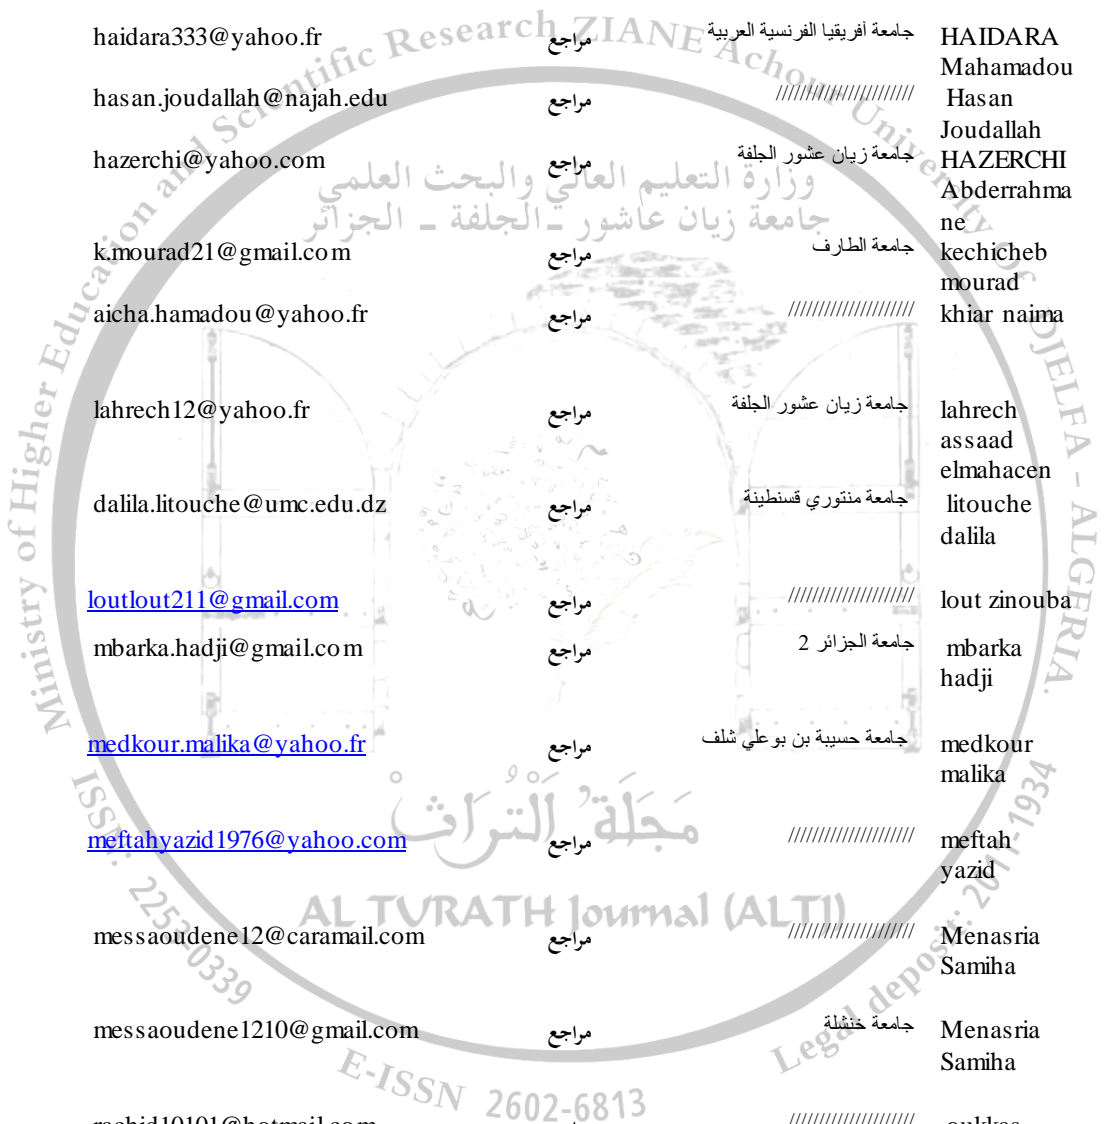 HAIDARA Mahamadou جامعة أفريقيا الفرنسية العربية مراجع haidara333@yahoo.fr
Hasan Joudallah ///////////////////// مراجع hasan.joudallah@najah.edu
HAZERCHI Abderrahmane جامعة زيان عشور الجلفة مراجع hazerchi@yahoo.com
kechicheb mourad جامعة الطارف مراجع k.mourad21@gmail.com
khiar naima ///////////////////// مراجع aicha.hamadou@yahoo.fr
lahrech assaad elmahacen جامعة زيان عشور الجلفة مراجع lahrech12@yahoo.fr
litouche dalila جامعة منتوري قسنطينة مراجع dalila.litouche@umc.edu.dz
lout zinouba ///////////////////// مراجع loutlout211@gmail.com
mbarka hadji جامعة الجزائر 2 مراجع mbarka.hadji@gmail.com
medkour malika جامعة حسيبة بن بوعلي شلف مراجع medkour.malika@yahoo.fr
meftah yazid ///////////////////// مراجع meftahyazid1976@yahoo.com
Menasria Samiha ///////////////////// مراجع messaoudene12@caramail.com
Menasria Samiha جامعة خنشلة مراجع messaoudene1210@gmail.com
Ministry of Higher Education and Scientific Research ZIANE Achour University Of DJELFA - ALGERIA.
وزارة التعليم العالي والبحث العلمي
جامعة زيان عاشور - الجلفة - الجزائر
مَجَلَّةُ التُّرَاثْ
AL TURATH Journal (ALTJ)
ISSN: 2253-0339
E-ISSN 2602-6813
Legal deposit: 2011-1934